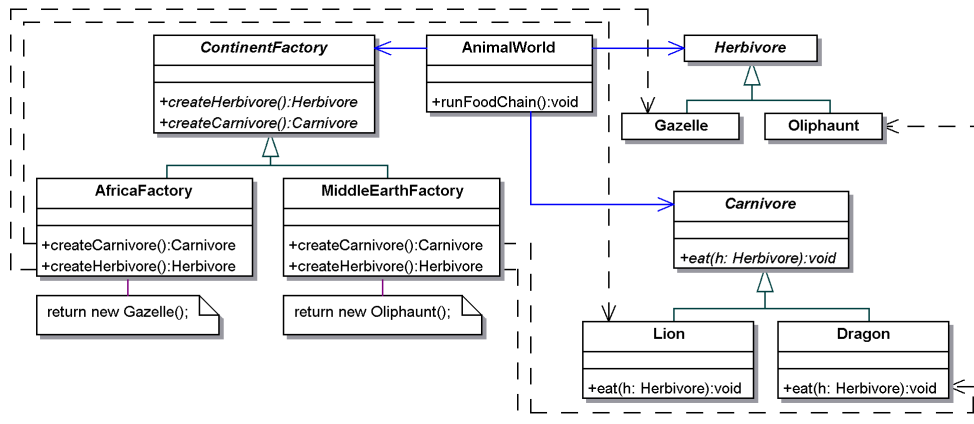 ContinentFactory
+createHerbivore():Herbivore
+createCarnivore():Carnivore
AnimalWorld
+runFoodChain():void
Herbivore
Gazelle
Oliphaunt
AfricaFactory
+createCarnivore():Carnivore
+createHerbivore():Herbivore
return new Gazelle();
MiddleEarthFactory
+createCarnivore():Carnivore
+createHerbivore():Herbivore
return new Oliphaunt();
Carnivore
+eat(h: Herbivore):void
Lion
+eat(h: Herbivore):void
Dragon
+eat(h: Herbivore):void